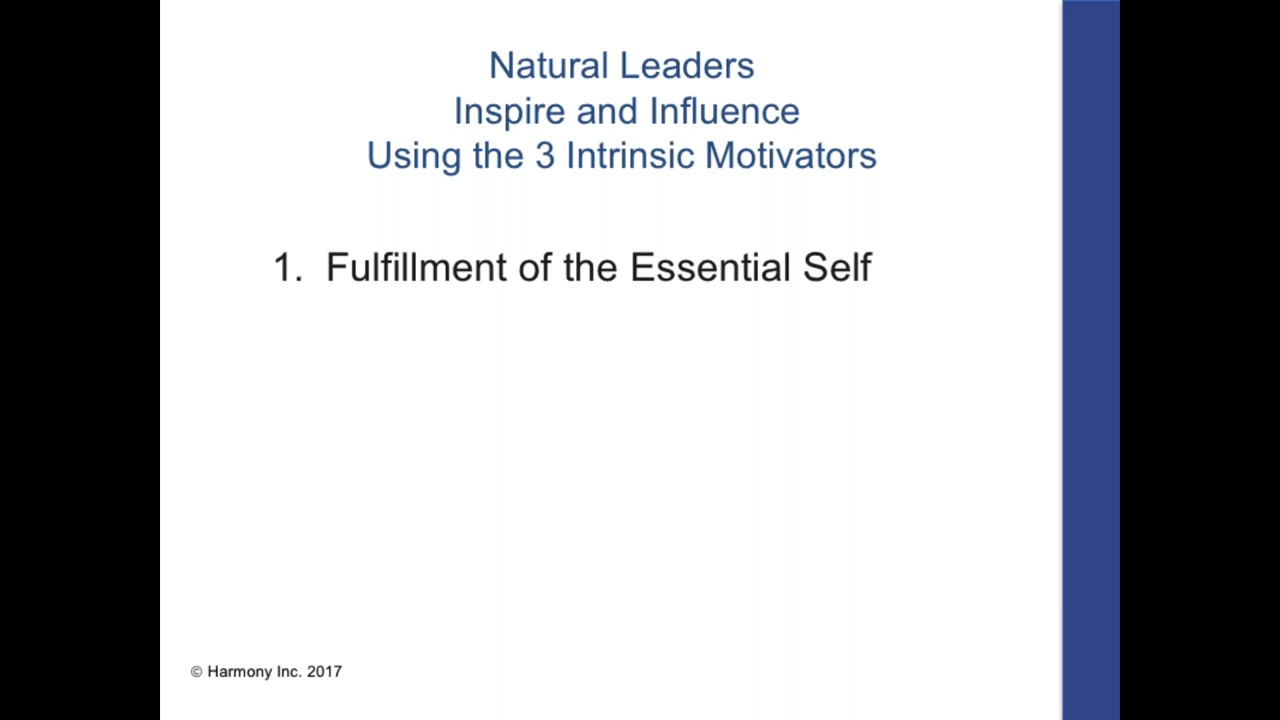 Natural Leaders
Inspire and Influence
Using the 3 Intrinsic Motivators
1. Fulfillment of the Essential Self
© Harmony Inc. 2017